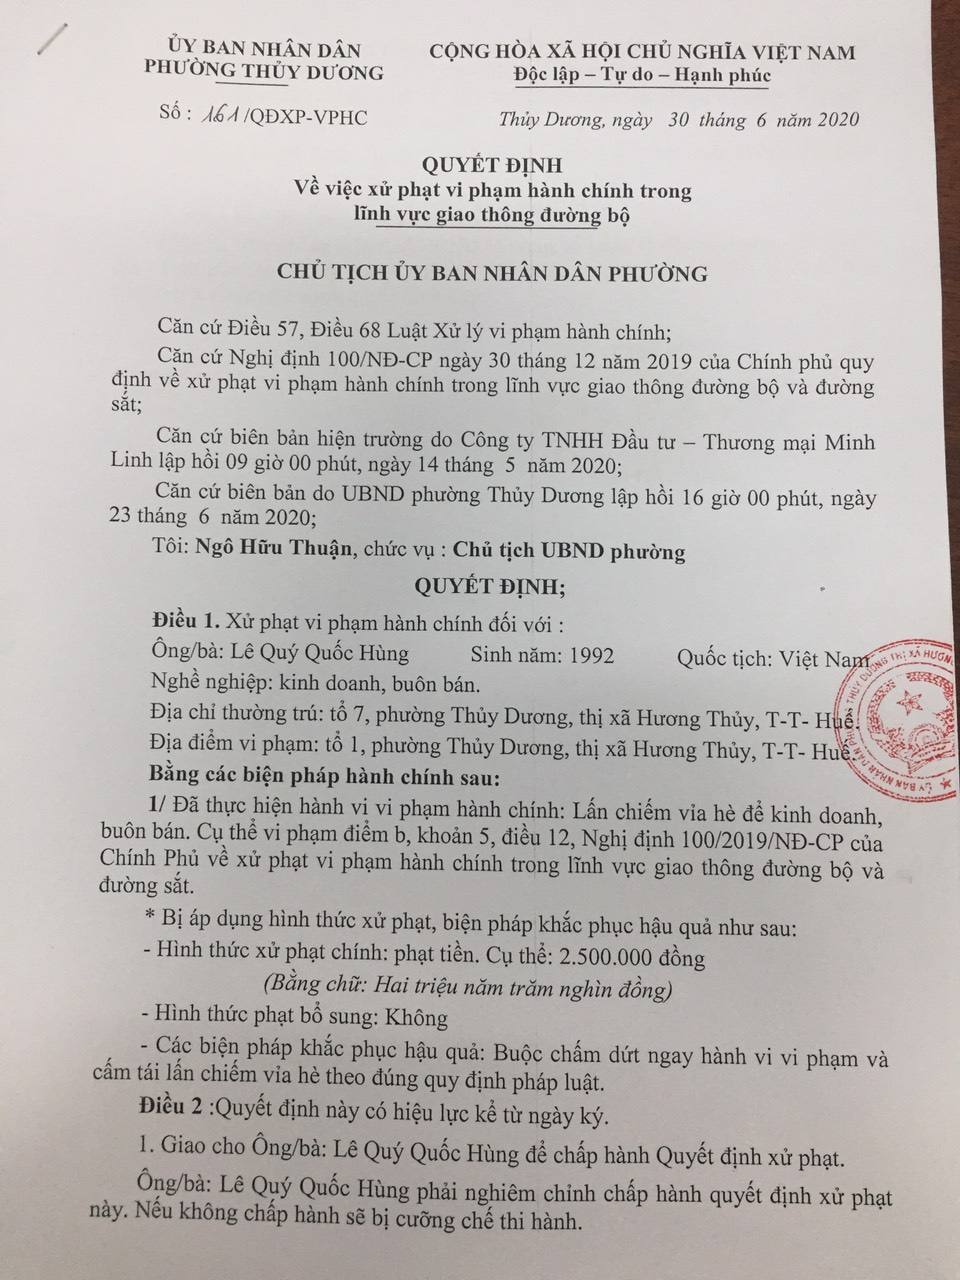 ỦY BAN NHÂN DÂN
PHƯỜNG THỦY DƯƠNG
CỘNG HÒA XÃ HỘI CHỦ NGHĨA VIỆT NAM
Độc lập – Tự do – Hạnh phúc
Số : 161/QĐXP-VPHC
Thủy Dương, ngày 30 tháng 6 năm 2020
QUYẾT ĐỊNH
Về việc xử phạt vi phạm hành chính trong
lĩnh vực giao thông đường bộ
CHỦ TỊCH ỦY BAN NHÂN DÂN PHƯỜNG
Căn cứ Điều 57, Điều 68 Luật Xử lý vi phạm hành chính;
Căn cứ Nghị định 100/NĐ-CP ngày 30 tháng 12 năm 2019 của Chính phủ quy
định về xử phạt vi phạm hành chính trong lĩnh vực giao thông đường bộ và đường
sắt;
Căn cứ biên bản hiện trường do Công ty TNHH Đầu tư – Thương mại Minh
Linh lập hồi 09 giờ 00 phút, ngày 14 tháng 5 năm 2020;
Căn cứ biên bản do UBND phường Thủy Dương lập hồi 16 giờ 00 phút, ngày
23 tháng 6 năm 2020;
Tôi: Ngô Hữu Thuận, chức vụ : Chủ tịch UBND phường
QUYẾT ĐỊNH;
Điều 1. Xử phạt vi phạm hành chính đối với :
Ông/bà: Lê Quý Quốc Hùng Sinh năm: 1992 Quốc tịch: Việt Nam
Nghề nghiệp: kinh doanh, buôn bán.
Địa chỉ thường trú: tổ 7, phường Thủy Dương, thị xã Hương Thủy, T-T- Huế.
Địa điểm vi phạm: tổ 1, phường Thủy Dương, thị xã Hương Thủy, T-T- Huế.
Bằng các biện pháp hành chính sau:
1/ Đã thực hiện hành vi vi phạm hành chính: Lấn chiếm vỉa hè để kinh doanh,
buôn bán. Cụ thể vi phạm điểm b, khoản 5, điều 12, Nghị định 100/2019/NĐ-CP của
Chính Phủ về xử phạt vi phạm hành chính trong lĩnh vực giao thông đường bộ và
đường sắt.
* Bị áp dụng hình thức xử phạt, biện pháp khắc phục hậu quả như sau:
- Hình thức xử phạt chính: phạt tiền. Cụ thể: 2.500.000 đồng
(Bằng chữ: Hai triệu năm trăm nghìn đồng)
- Hình thức phạt bổ sung: Không
- Các biện pháp khắc phục hậu quả: Buộc chấm dứt ngay hành vi vi phạm và
cấm tái lấn chiếm vỉa hè theo đúng quy định pháp luật.
Điều 2 :Quyết định này có hiệu lực kể từ ngày ký.
1. Giao cho Ông/bà: Lê Quý Quốc Hùng để chấp hành Quyết định xử phạt.
Ông/bà: Lê Quý Quốc Hùng phải nghiêm chỉnh chấp hành quyết định xử phạt
này. Nếu không chấp hành sẽ bị cưỡng chế thi hành.